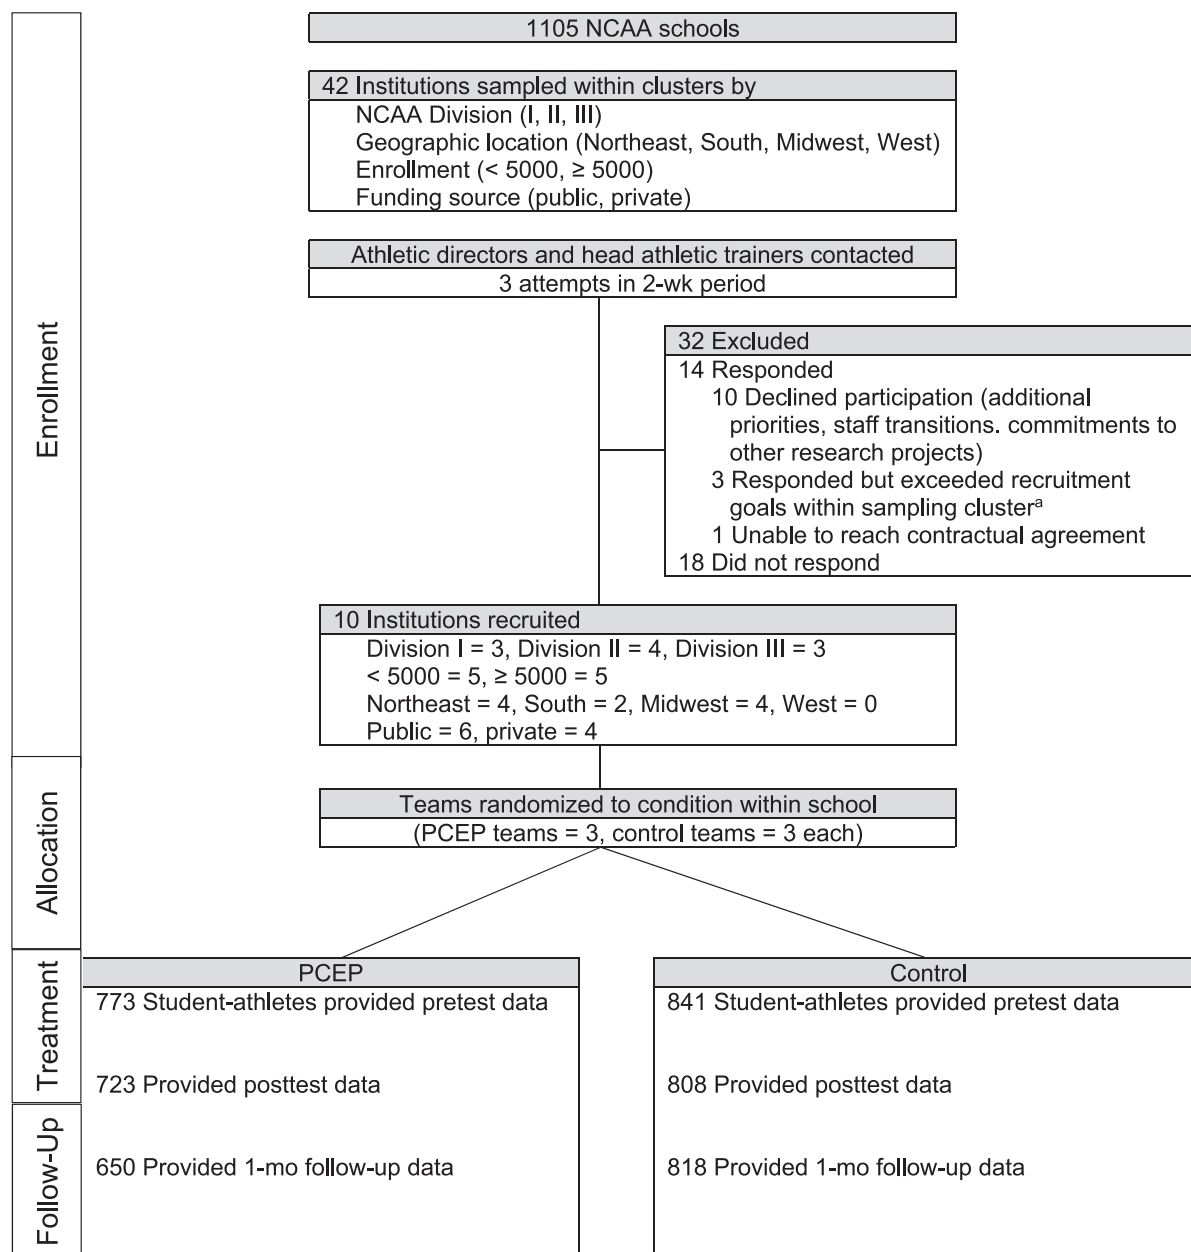 1105 NCAA schools
42 Institutions sampled within clusters by
NCAA Division (I, II, III)
Geographic location (Northeast, South, Midwest, West)
Enrollment (< 5000, ≥ 5000)
Funding source (public, private)
Athletic directors and head athletic trainers contacted
3 attempts in 2-wk period
Enrollment
32 Excluded
14 Responded
10 Declined participation (additional
priorities, staff transitions. commitments to
other research projects)
3 Responded but exceeded recruitment
goals within sampling clusterᵃ
1 Unable to reach contractual agreement
18 Did not respond
10 Institutions recruited
Division I = 3, Division II = 4, Division III = 3
< 5000 = 5, ≥ 5000 = 5
Northeast = 4, South = 2, Midwest = 4, West = 0
Public = 6, private = 4
Allocation
Teams randomized to condition within school
(PCEP teams = 3, control teams = 3 each)
Treatment
PCEP
773 Student-athletes provided pretest data
723 Provided posttest data
Control
841 Student-athletes provided pretest data
808 Provided posttest data
Follow-Up
650 Provided 1-mo follow-up data
818 Provided 1-mo follow-up data